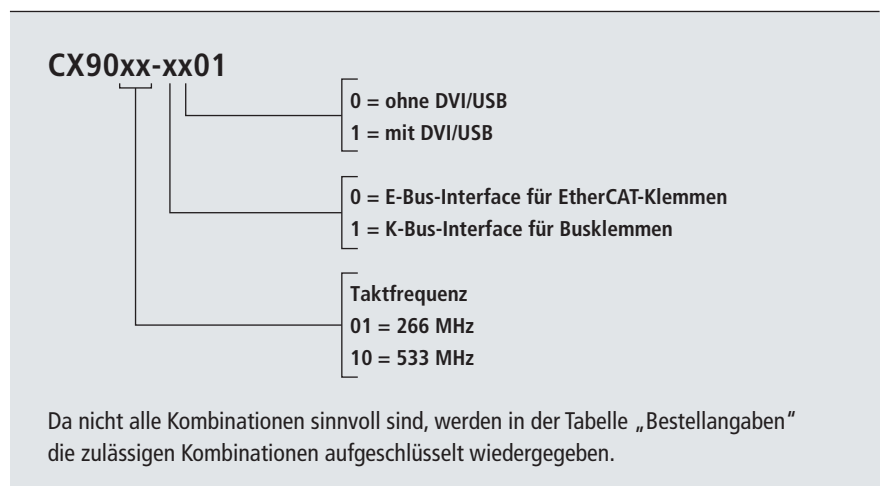 CX90xx-xx01
0 = ohne DVI/USB
1 = mit DVI/USB
0 = E-Bus-Interface für EtherCAT-Klemmen
1 = K-Bus-Interface für Busklemmen
Taktfrequenz
01 = 266 MHz
10 = 533 MHz
Da nicht alle Kombinationen sinnvoll sind, werden in der Tabelle „Bestellangaben“
die zulässigen Kombinationen aufgeschlüsselt wiedergegeben.